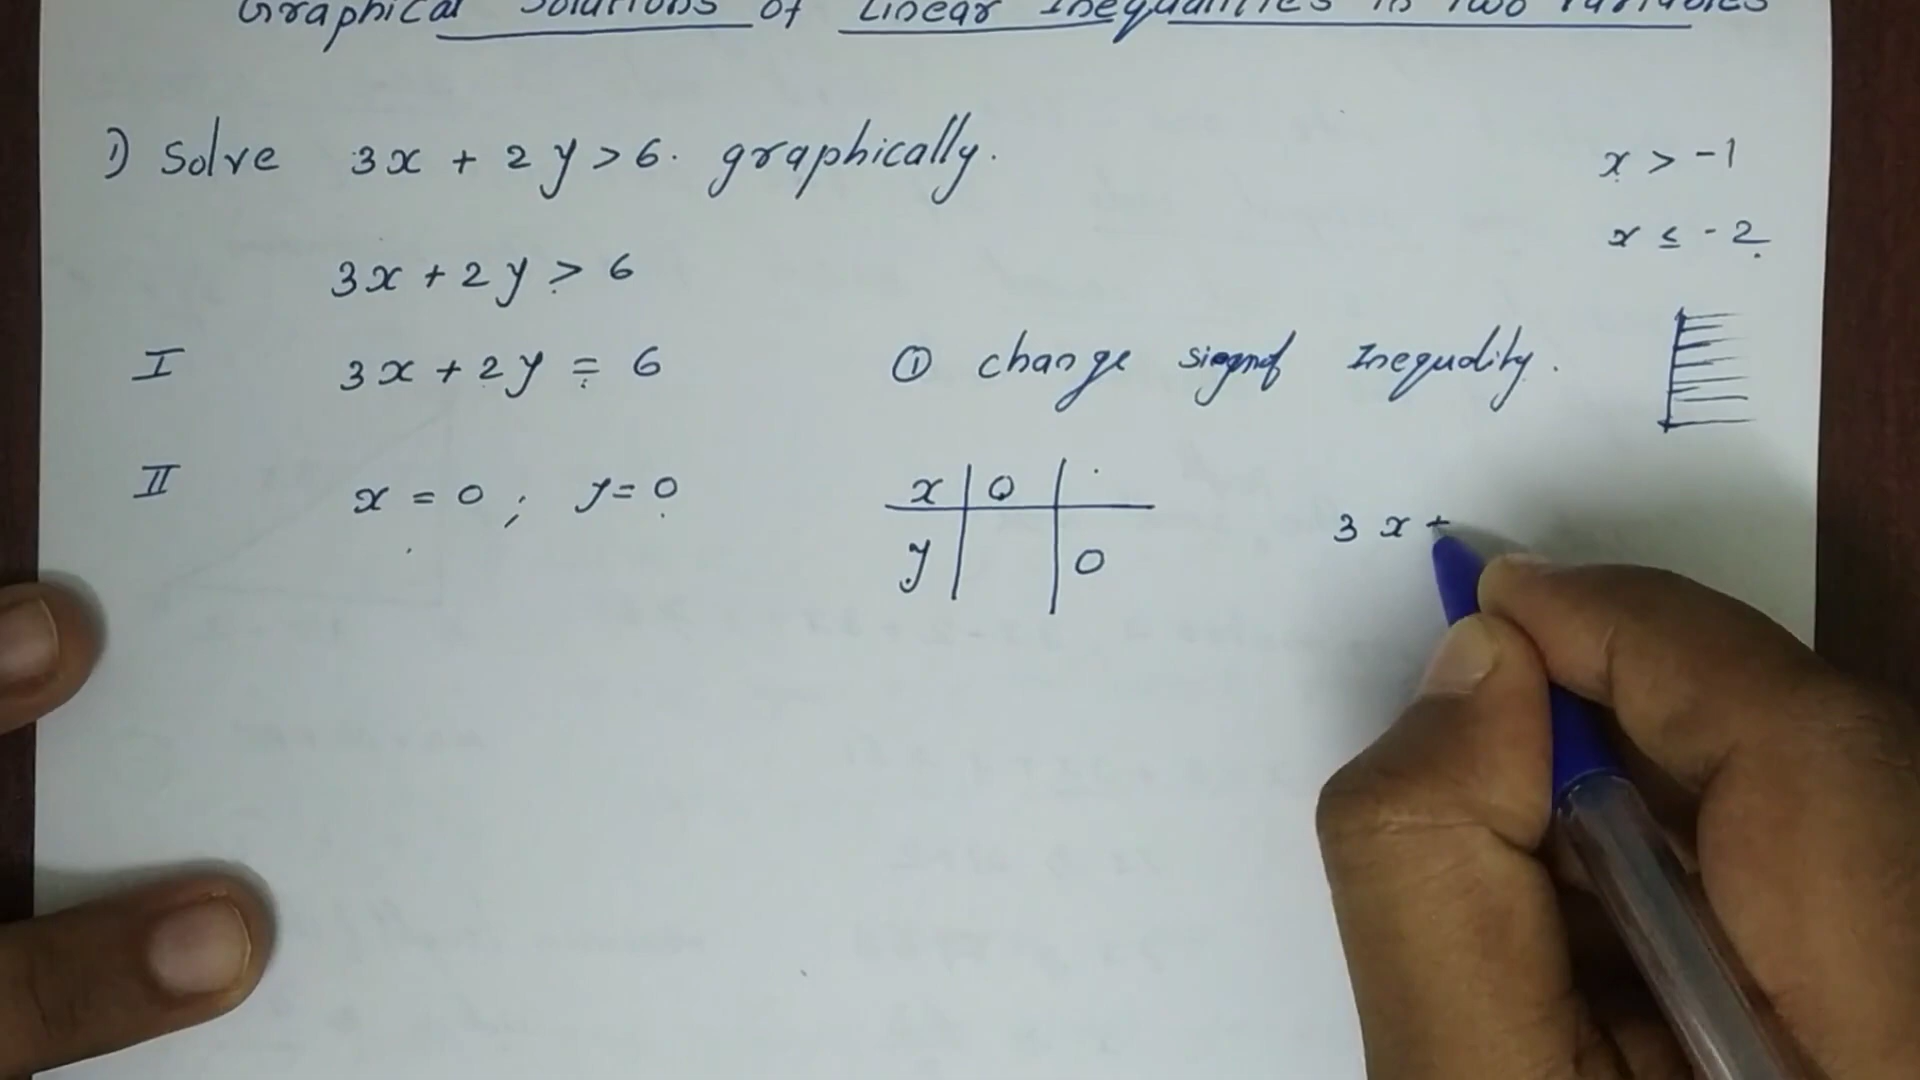 Graphical Solutions of Linear Inequalities in Two Variables
1) Solve 3x + 2y > 6. graphically.
x > -1
x ≤ -2
3x + 2y > 6
I 3x + 2y = 6 ① change sign of Inequality.
II x = 0 ; y = 0
x 0
y 0
3x +